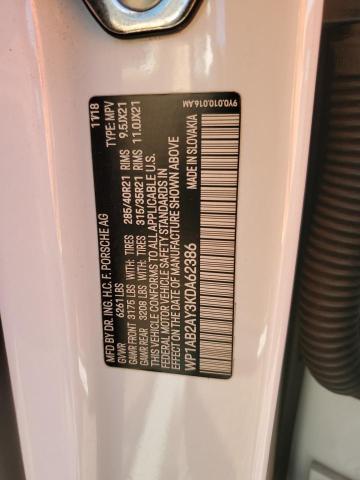 MFD BY DR. ING. H.C. F. PORSCHE AG 11/18
GVWR 6261 LBS TYPE: MPV
GAWR FRONT 3175 LBS WITH: TIRES 285/40R21 RIMS 9.5JX21
GAWR REAR 3208 LBS WITH: TIRES 315/35R21 RIMS 11.0JX21
THIS VEHICLE CONFORMS TO ALL APPLICABLE U.S.
FEDERAL MOTOR VEHICLE SAFETY STANDARDS IN
EFFECT ON THE DATE OF MANUFACTURE SHOWN ABOVE
WP1AB2AY3KDA62386 MADE IN SLOVAKIA
9Y0.010.016.AM